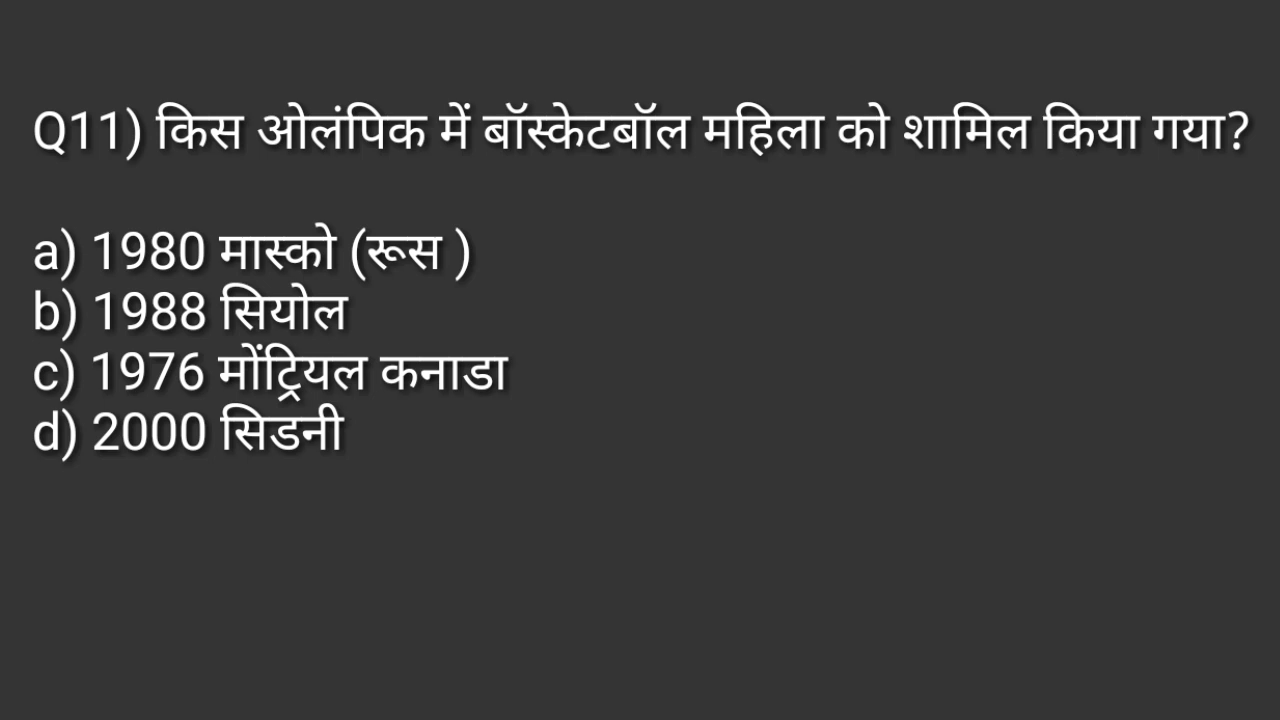 Q11) किस ओलंपिक में बॉस्केटबॉल महिला को शामिल किया गया?
a) 1980 मास्को (रूस )
b) 1988 सियोल
c) 1976 मोंट्रियल कनाडा
d) 2000 सिडनी